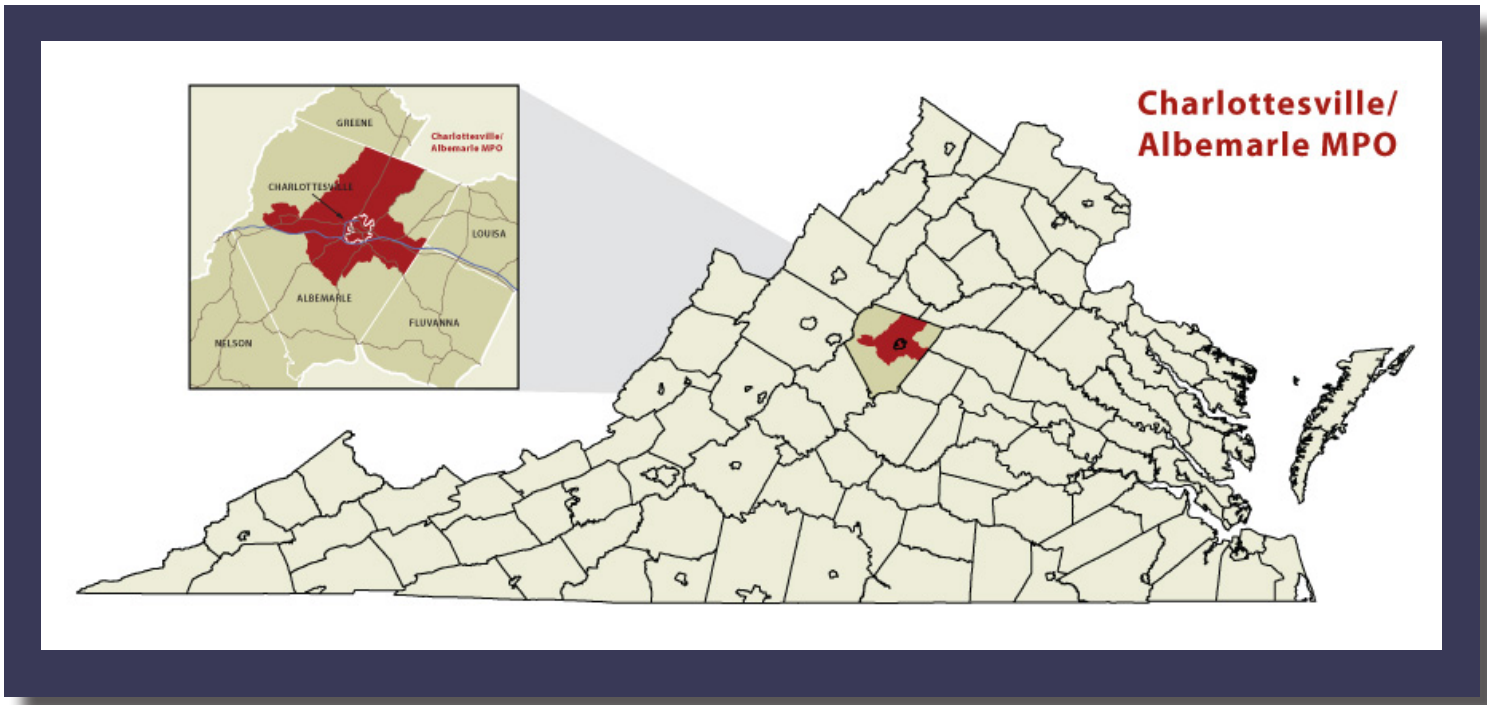 Charlottesville/
Albemarle MPO
GREENE
Charlottesville/
Albemarle MPO
CHARLOTTESVILLE
LOUISA
ALBEMARLE
FLUVANNA
NELSON